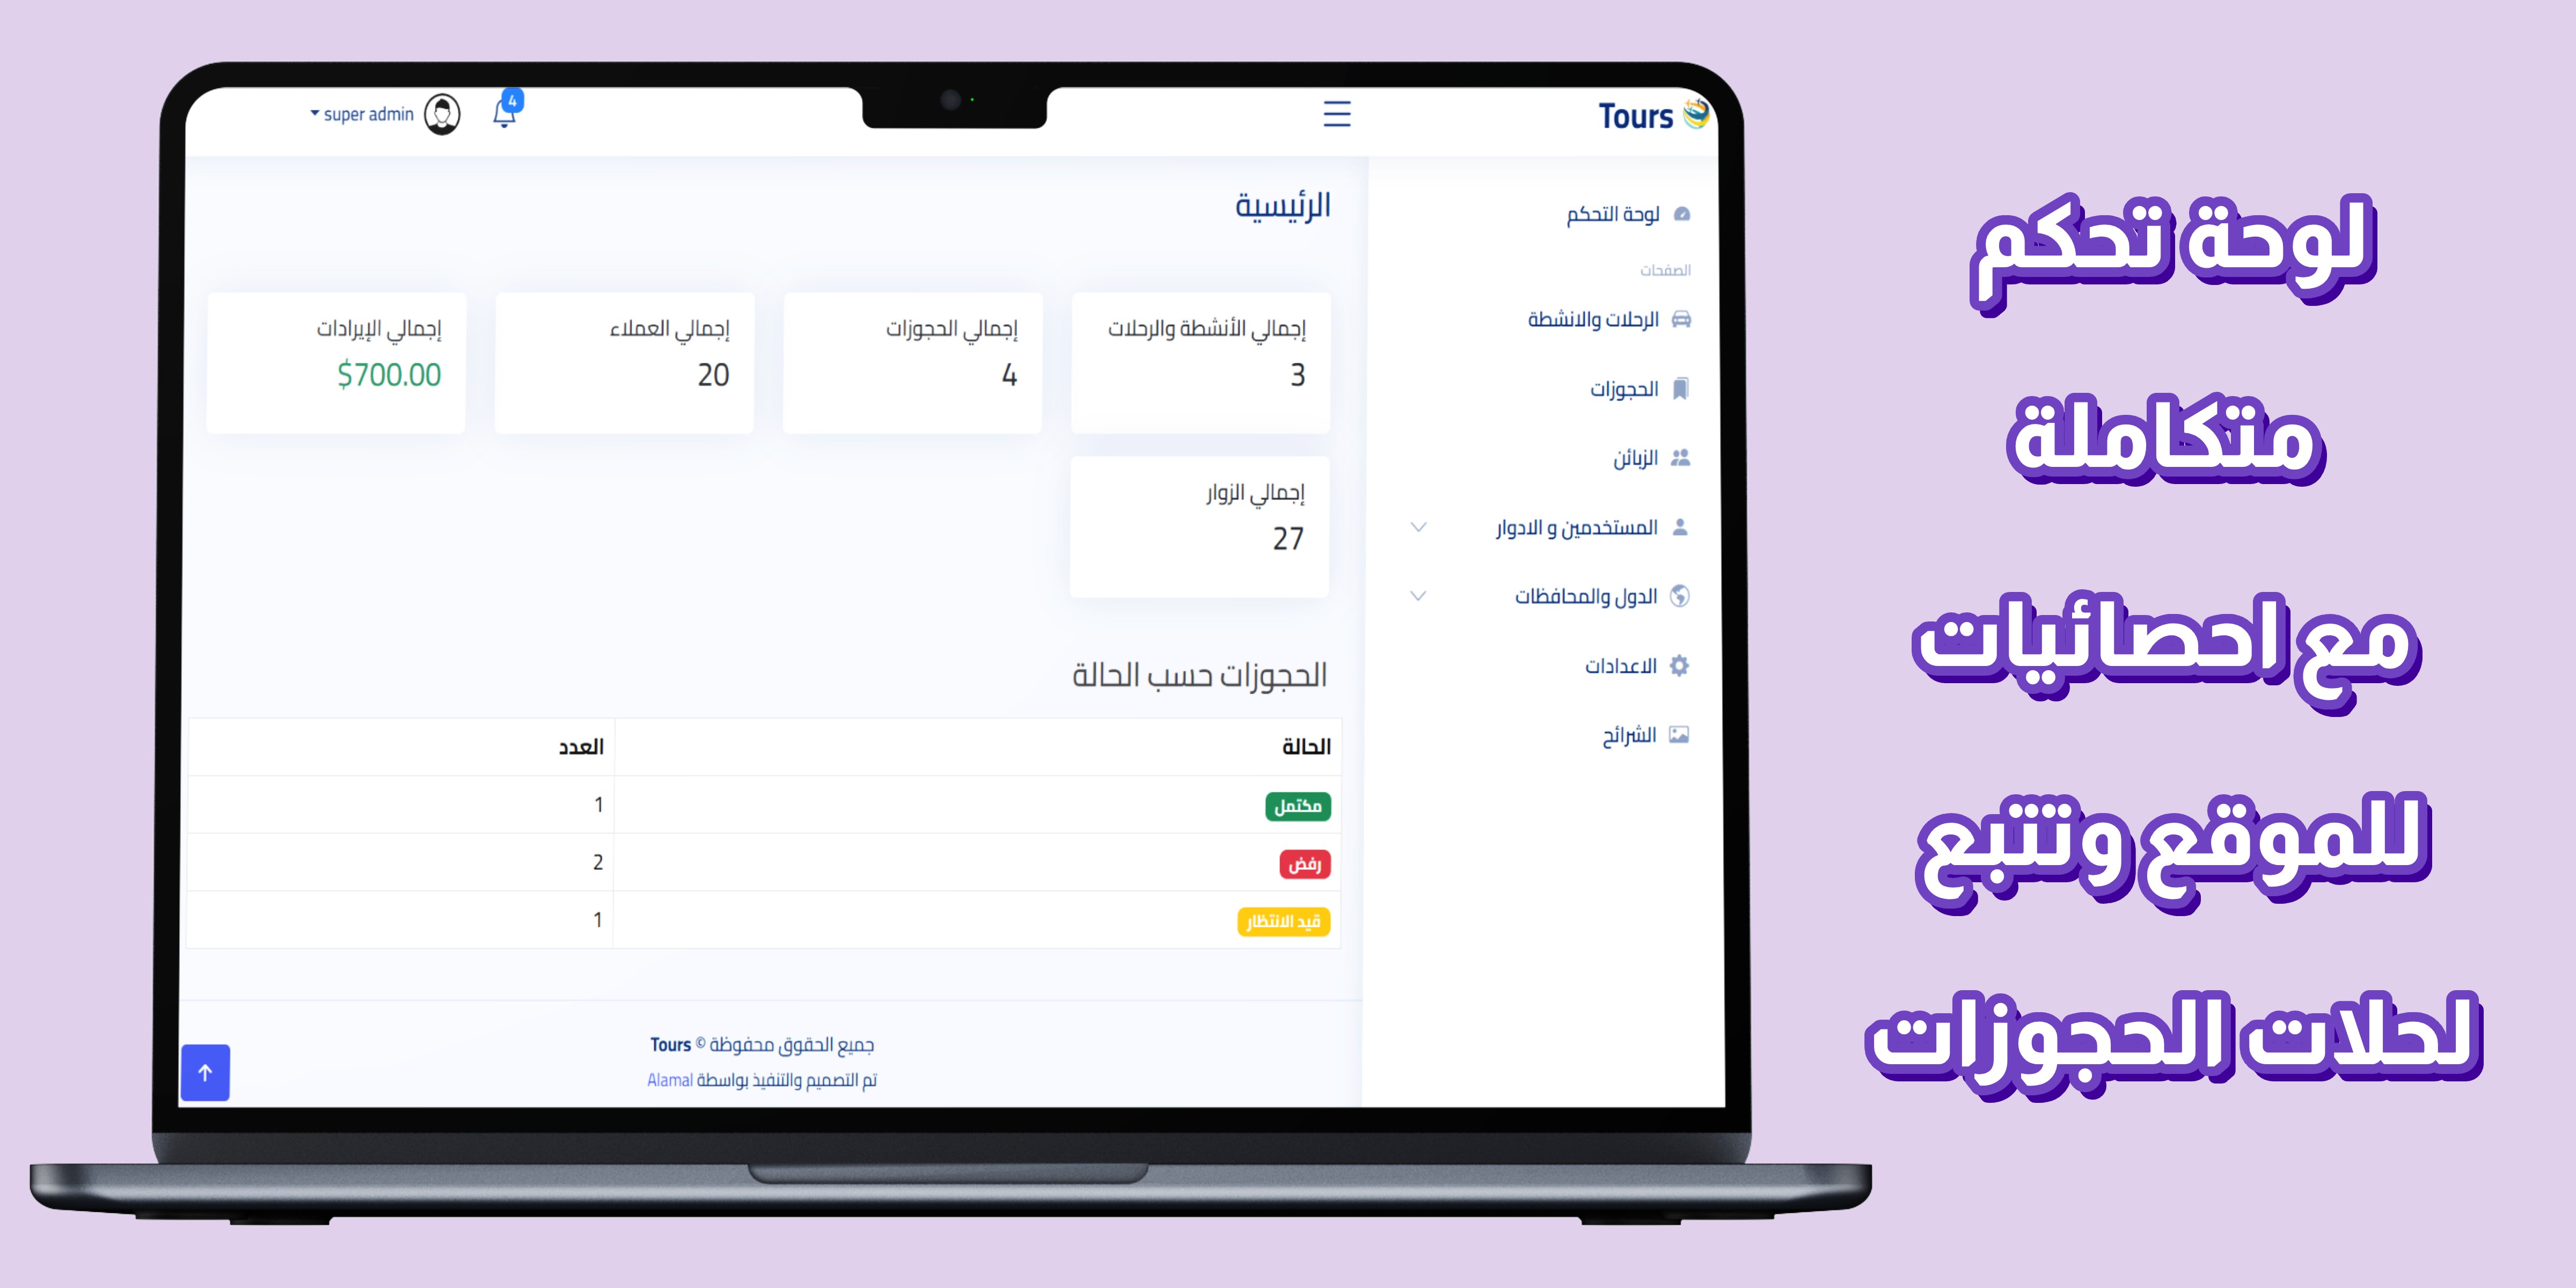 Tours
super admin
4
لوحة التحكم
الصفحات
الرحلات والانشطة
الحجوزات
الزبائن
المستخدمين و الادوار
الدول والمحافظات
الاعدادات
الشرائح
الرئيسية
إجمالي الأنشطة والرحلات
3
إجمالي الحجوزات
4
إجمالي العملاء
20
إجمالي الإيرادات
$700.00
إجمالي الزوار
27
الحجوزات حسب الحالة
الحالة العدد
مكتمل 1
رفض 2
قيد الانتظار 1
جميع الحقوق محفوظة © Tours
تم التصميم والتنفيذ بواسطة Alamal
لوحة تحكم
متكاملة
مع احصائيات
للموقع وتتبع
لحلات الحجوزات